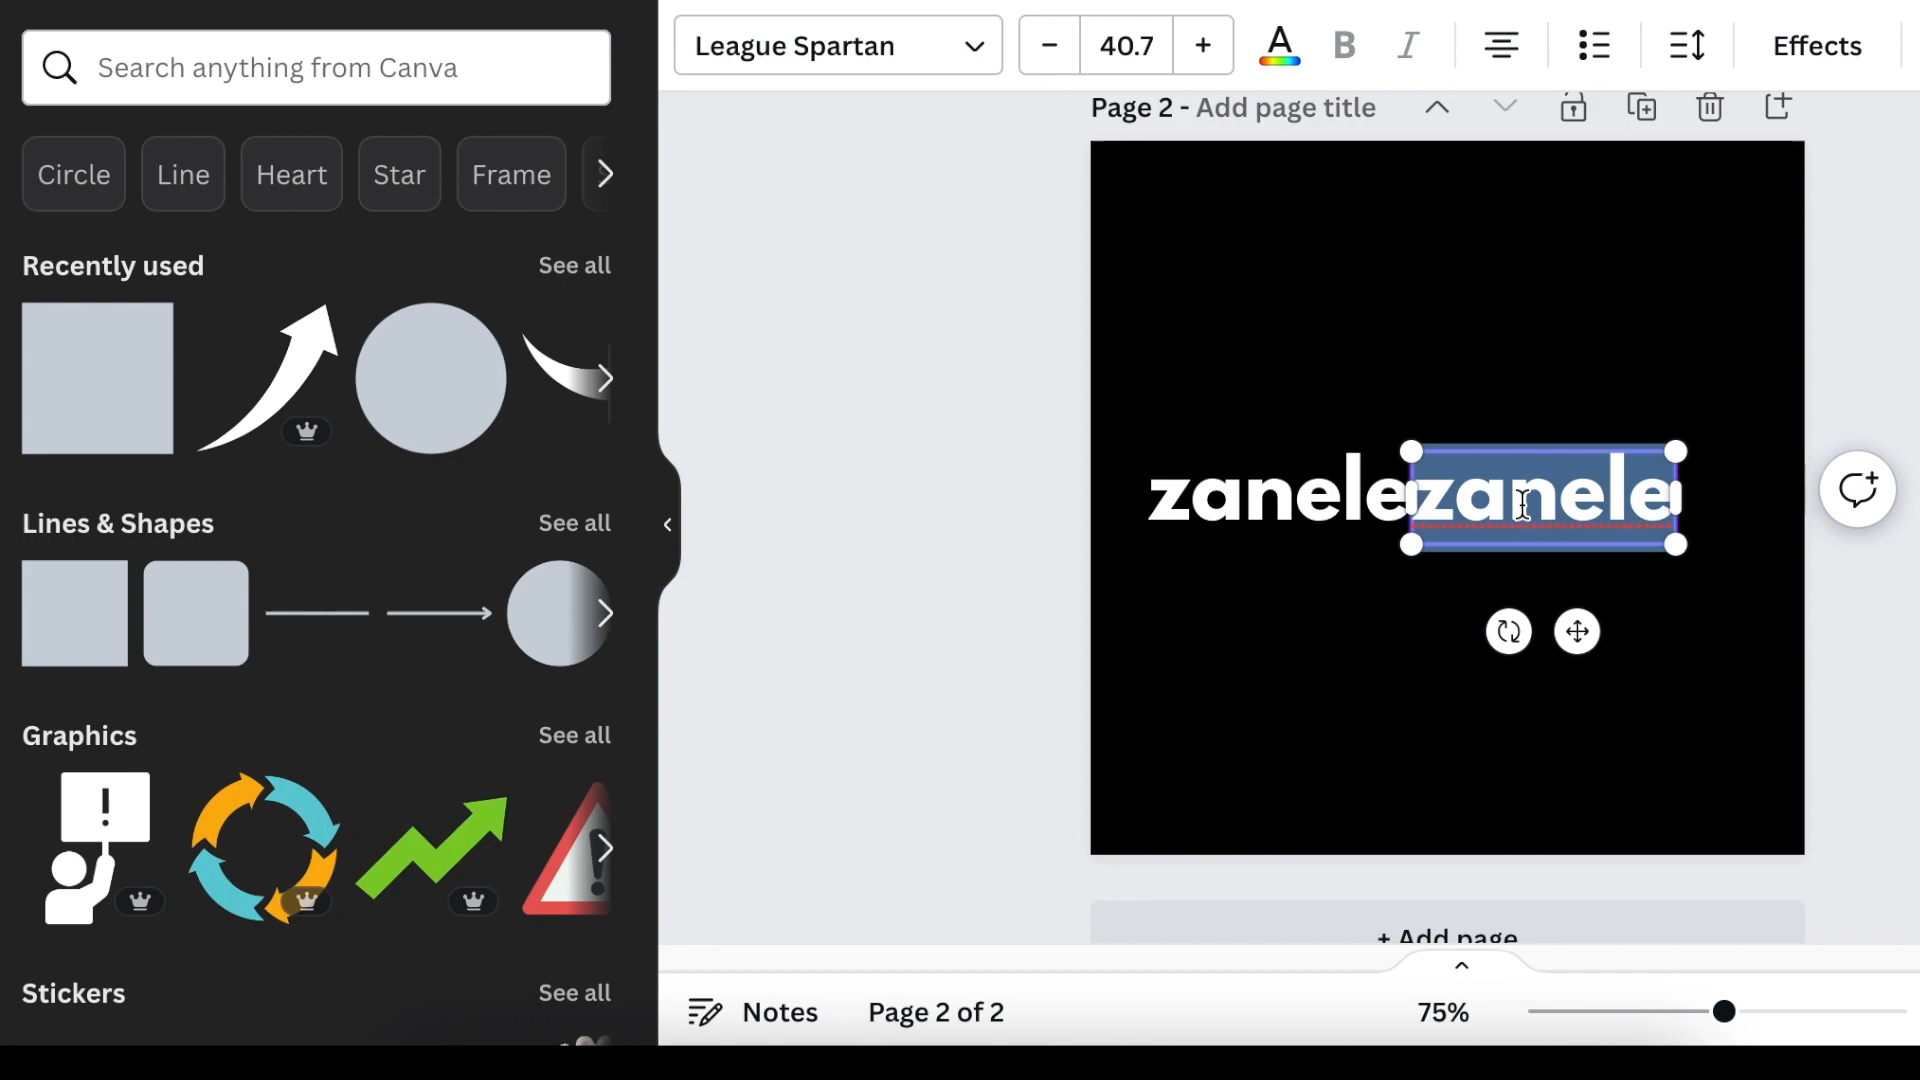 Search anything from Canva
Circle Line Heart Star Frame
Recently used See all
Lines & Shapes See all
Graphics See all
Stickers See all
League Spartan − 40.7 + A B I Effects
Page 2 - Add page title
zanelezanele
+ Add page
Notes Page 2 of 2 75%